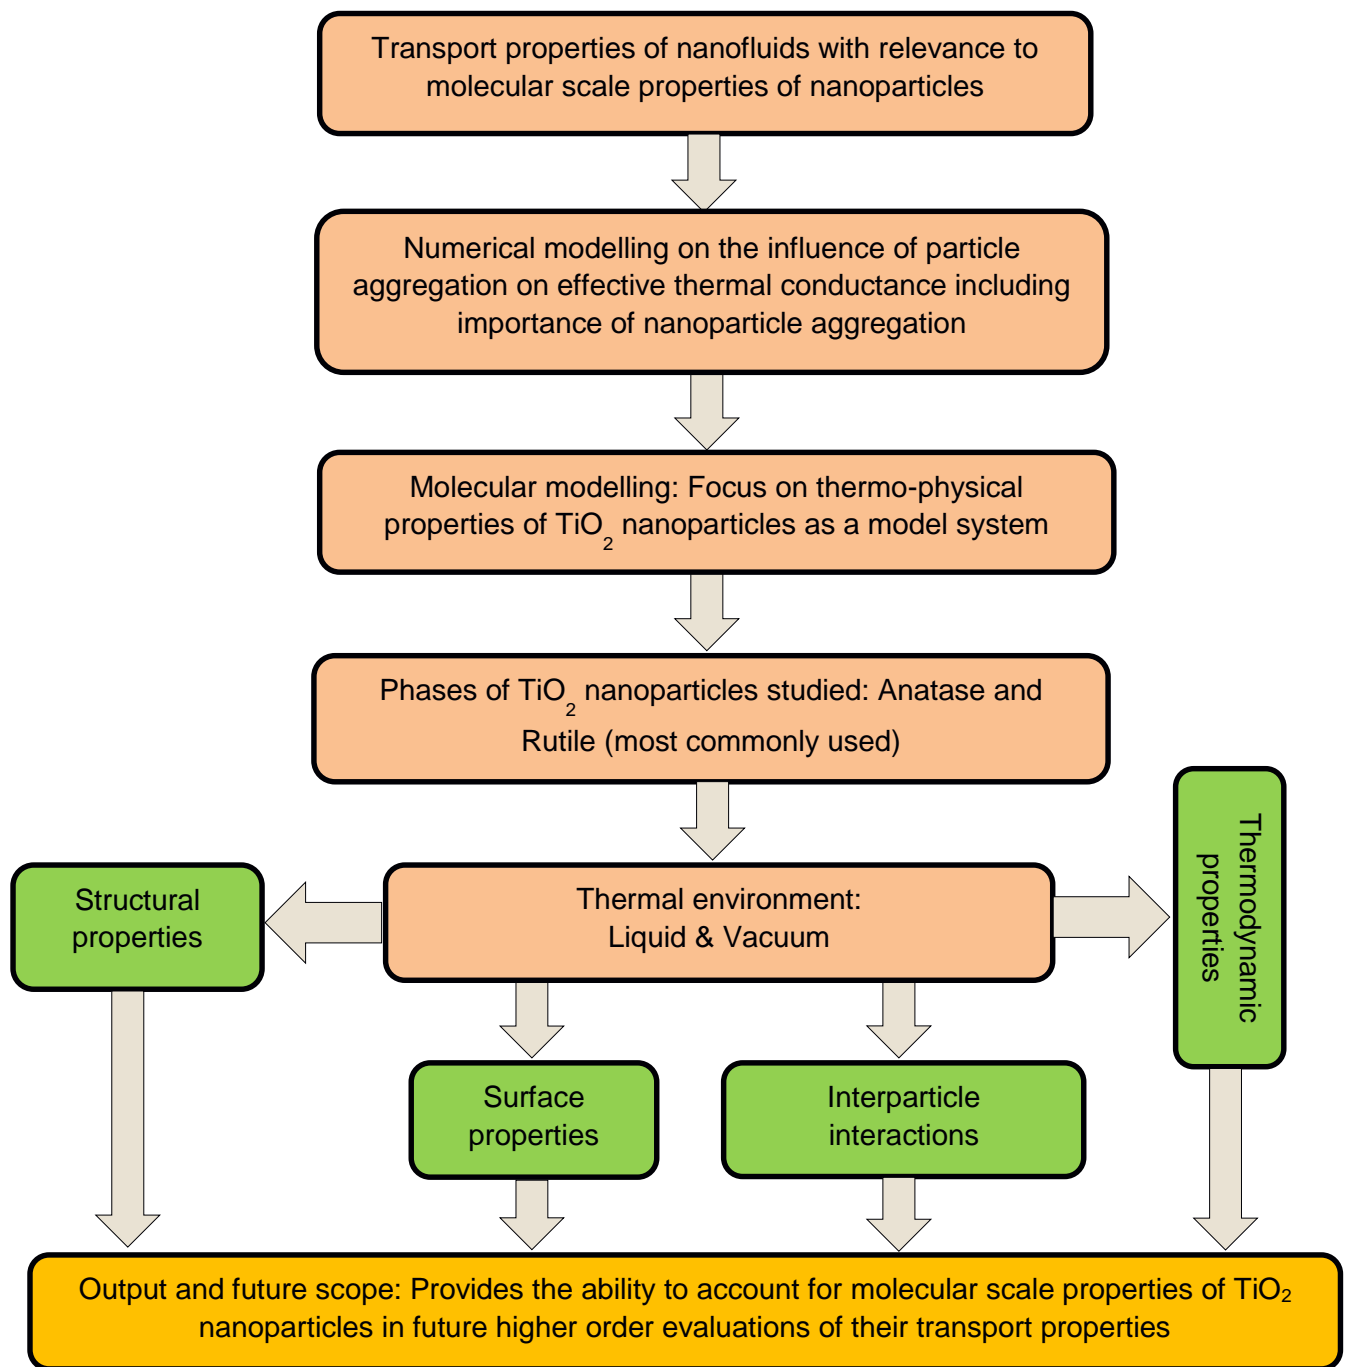 Transport properties of nanofluids with relevance to
molecular scale properties of nanoparticles
Numerical modelling on the influence of particle
aggregation on effective thermal conductance including
importance of nanoparticle aggregation
Molecular modelling: Focus on thermo-physical
properties of TiO₂ nanoparticles as a model system
Phases of TiO₂ nanoparticles studied: Anatase and
Rutile (most commonly used)
Structural
properties
Thermal environment:
Liquid & Vacuum
Thermodynamic
properties
Surface
properties
Interparticle
interactions
Output and future scope: Provides the ability to account for molecular scale properties of TiO₂
nanoparticles in future higher order evaluations of their transport properties